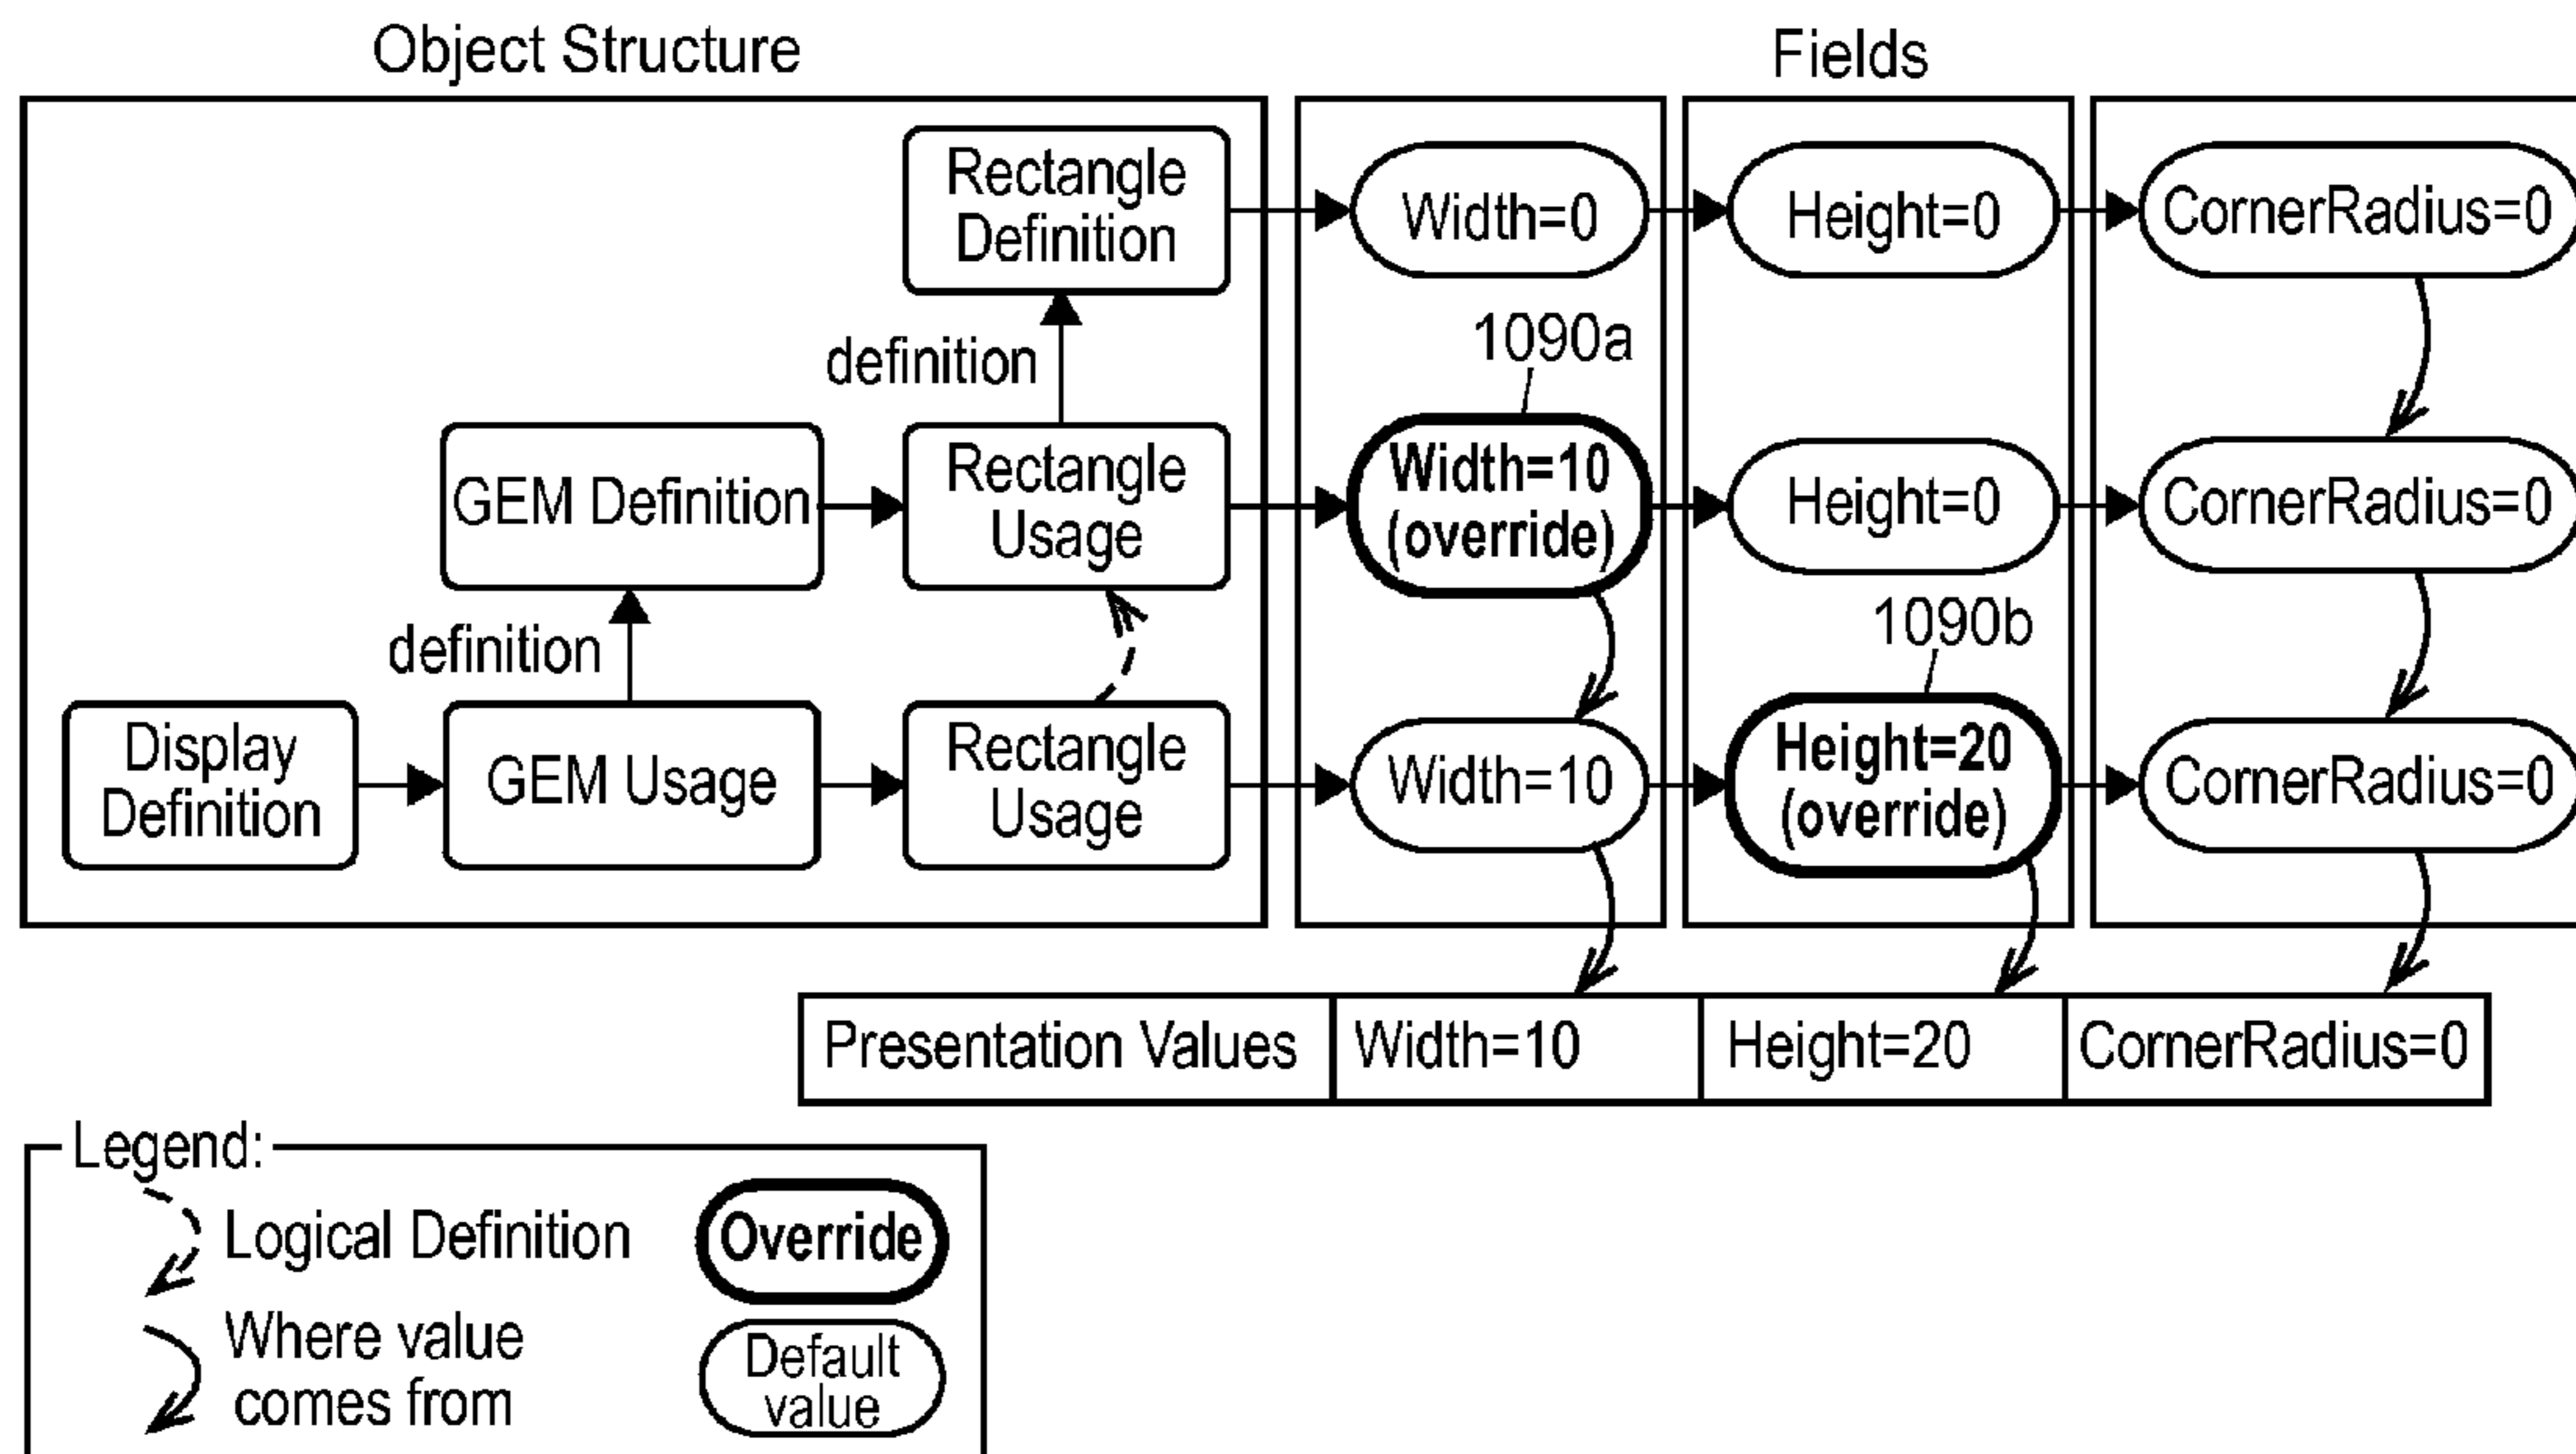 Object Structure
Fields
Rectangle
Definition
Width=0
Height=0
CornerRadius=0
definition
1090a
GEM Definition
Rectangle
Usage
Width=10
(override)
Height=0
CornerRadius=0
definition
1090b
Display
Definition
GEM Usage
Rectangle
Usage
Width=10
Height=20
(override)
CornerRadius=0
Presentation Values
Width=10
Height=20
CornerRadius=0
Legend:
Logical Definition
Override
Where value
comes from
Default
value